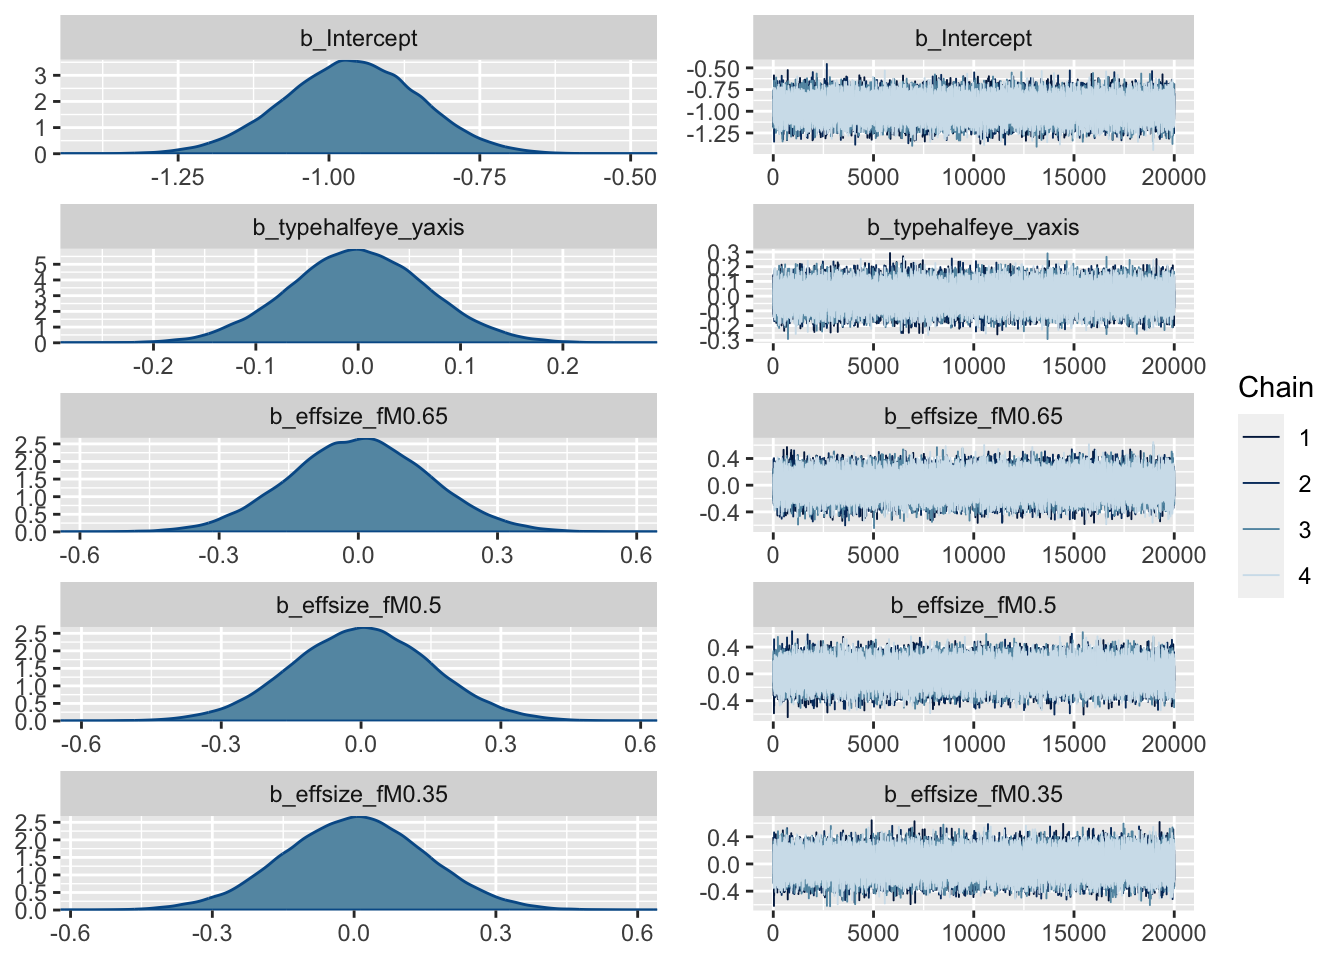 b_Intercept
3
2
1
0
-1.25 -1.00 -0.75 -0.50
b_Intercept
-0.50
-0.75
-1.00
-1.25
0 5000 10000 15000 20000
b_typehalfeye_yaxis
5
4
3
2
1
0
-0.2 -0.1 0.0 0.1 0.2
b_typehalfeye_yaxis
0.3
0.2
0.1
0.0
-0.1
-0.2
-0.3
0 5000 10000 15000 20000
b_effsize_fM0.65
2.5
2.0
1.5
1.0
0.5
0.0
-0.6 -0.3 0.0 0.3 0.6
b_effsize_fM0.65
0.4
0.0
-0.4
0 5000 10000 15000 20000
b_effsize_fM0.5
2.5
2.0
1.5
1.0
0.5
0.0
-0.6 -0.3 0.0 0.3 0.6
b_effsize_fM0.5
0.4
0.0
-0.4
0 5000 10000 15000 20000
b_effsize_fM0.35
2.5
2.0
1.5
1.0
0.5
0.0
-0.6 -0.3 0.0 0.3 0.6
b_effsize_fM0.35
0.4
0.0
-0.4
0 5000 10000 15000 20000
Chain
1
2
3
4